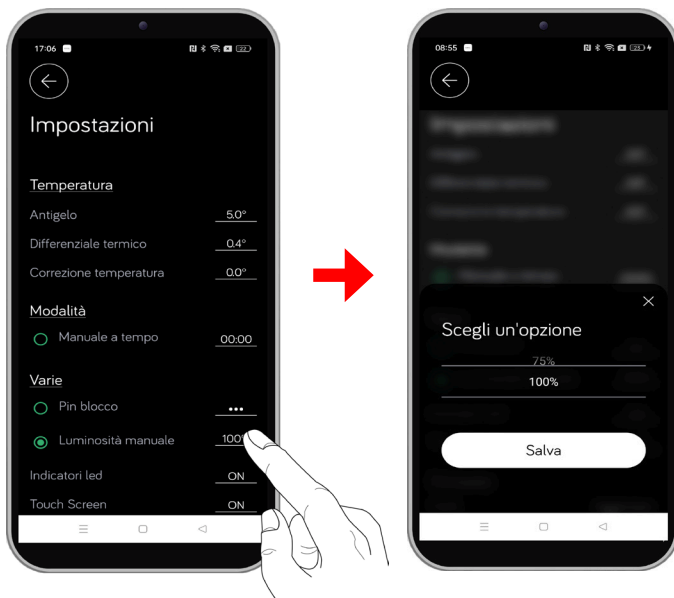 17:06
22
Impostazioni
Temperatura
Antigelo 5.0°
Differenziale termico 0.4°
Correzione temperatura 0.0°
Modalità
Manuale a tempo 00:00
Varie
Pin blocco •••
Luminosità manuale 100
Indicatori led ON
Touch Screen ON
08:55
23
Scegli un'opzione
75%
100%
Salva